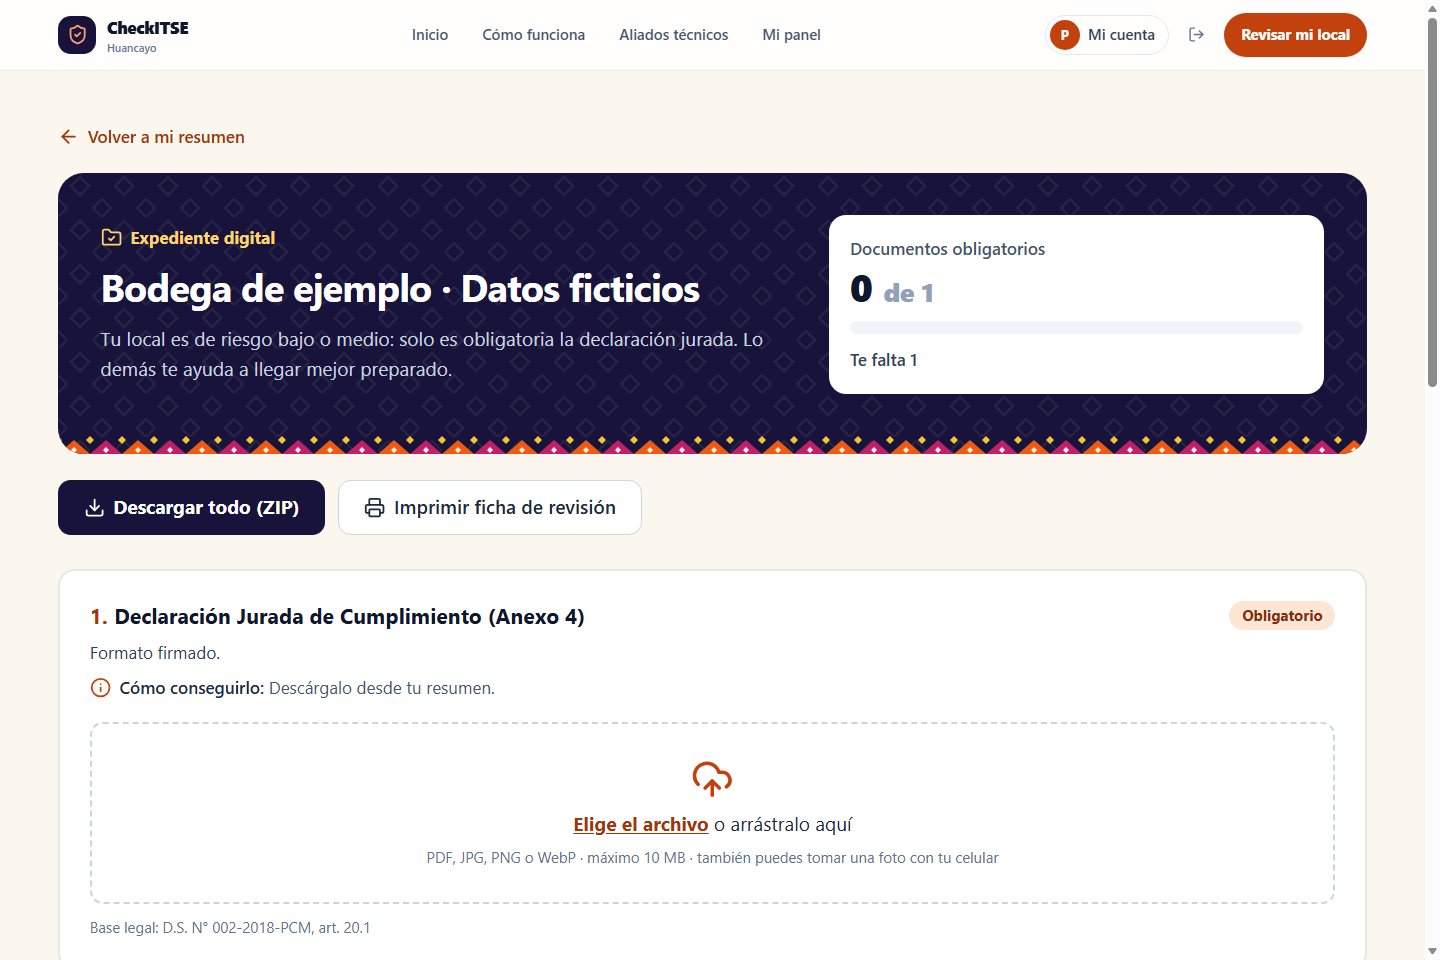 CheckITSE
Huancayo
Inicio
Cómo funciona
Aliados técnicos
Mi panel
P
Mi cuenta
Revisar mi local
Volver a mi resumen
Expediente digital
Bodega de ejemplo · Datos ficticios
Tu local es de riesgo bajo o medio: solo es obligatoria la declaración jurada. Lo
demás te ayuda a llegar mejor preparado.
Documentos obligatorios
0 de 1
Te falta 1
Descargar todo (ZIP)
Imprimir ficha de revisión
1. Declaración Jurada de Cumplimiento (Anexo 4)
Obligatorio
Formato firmado.
Cómo conseguirlo: Descárgalo desde tu resumen.
Elige el archivo o arrástralo aquí
PDF, JPG, PNG o WebP · máximo 10 MB · también puedes tomar una foto con tu celular
Base legal: D.S. N° 002-2018-PCM, art. 20.1